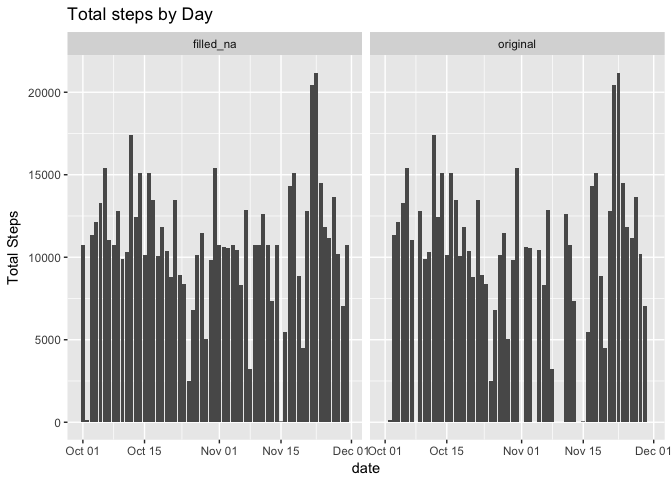 Total steps by Day
filled_na
original
Total Steps
20000
15000
10000
5000
0
Oct 01
Oct 15
Nov 01
Nov 15
Dec 01
Oct 01
Oct 15
Nov 01
Nov 15
Dec 01
date